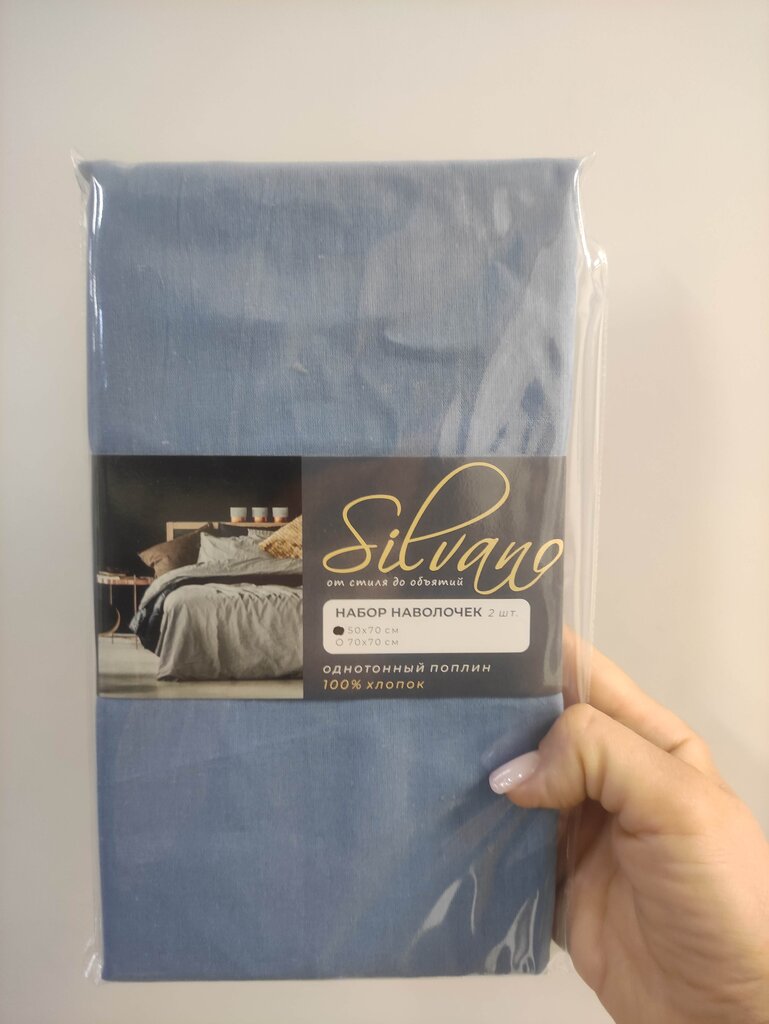 Silvano
от стиля до объятий
НАБОР НАВОЛОЧЕК 2 шт.
50х70 см
70х70 см
ОДНОТОННЫЙ ПОПЛИН
100% ХЛОПОК